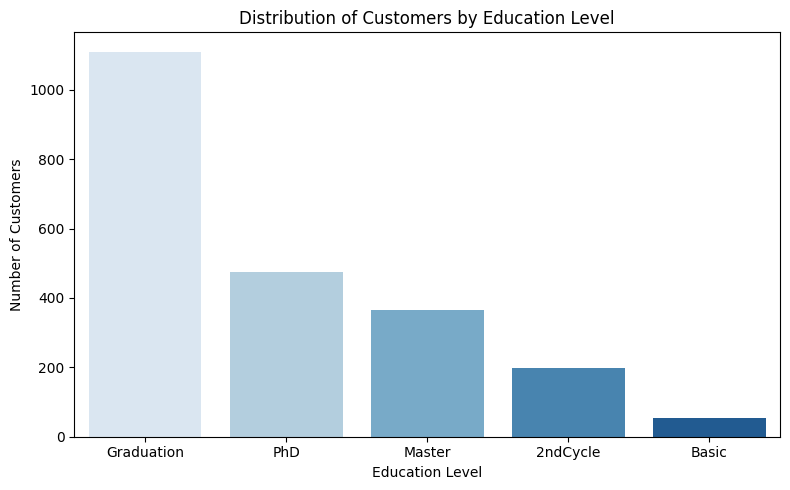 Distribution of Customers by Education Level
Number of Customers
1000
800
600
400
200
0
Graduation PhD Master 2ndCycle Basic
Education Level